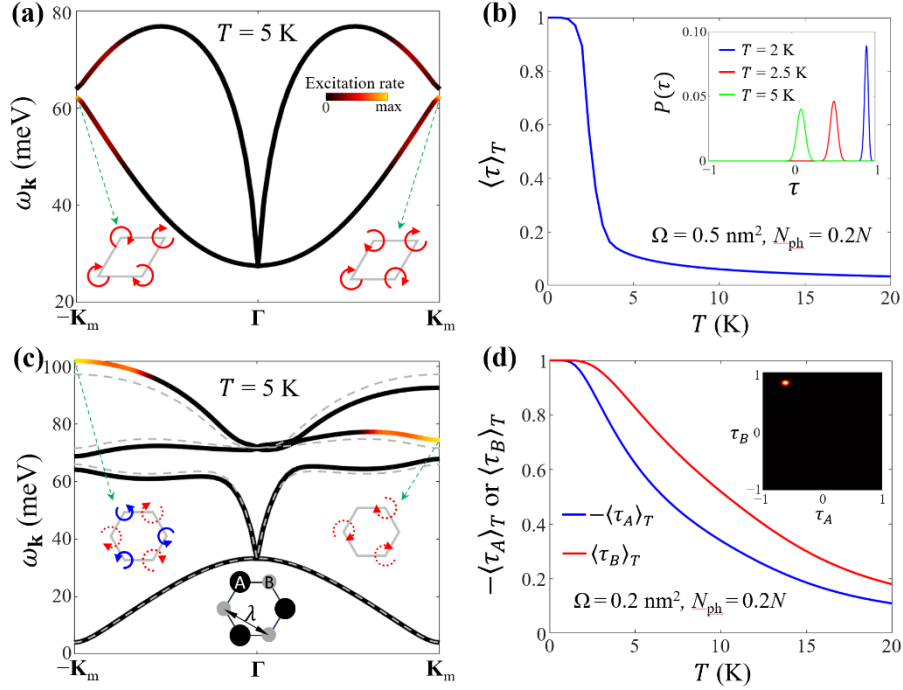 (a)
T = 5 K
Excitation rate
0 max
ω_k (meV)
80
60
40
20
−K_m Γ K_m
(b)
⟨τ⟩_T
1
0.8
0.6
0.4
0.2
0
0 5 10 15 20
T (K)
Ω = 0.5 nm², N_ph = 0.2N
P(τ)
0.10
0.05
0
−1 0 1
τ
T = 2 K
T = 2.5 K
T = 5 K
(c)
T = 5 K
ω_k (meV)
100
80
60
40
20
0
A B
λ
−K_m Γ K_m
(d)
−⟨τ_A⟩_T or ⟨τ_B⟩_T
1
0.8
0.6
0.4
0.2
0
0 5 10 15 20
T (K)
−⟨τ_A⟩_T
⟨τ_B⟩_T
Ω = 0.2 nm², N_ph = 0.2N
τ_B
1
0
−1
−1 0 1
τ_A